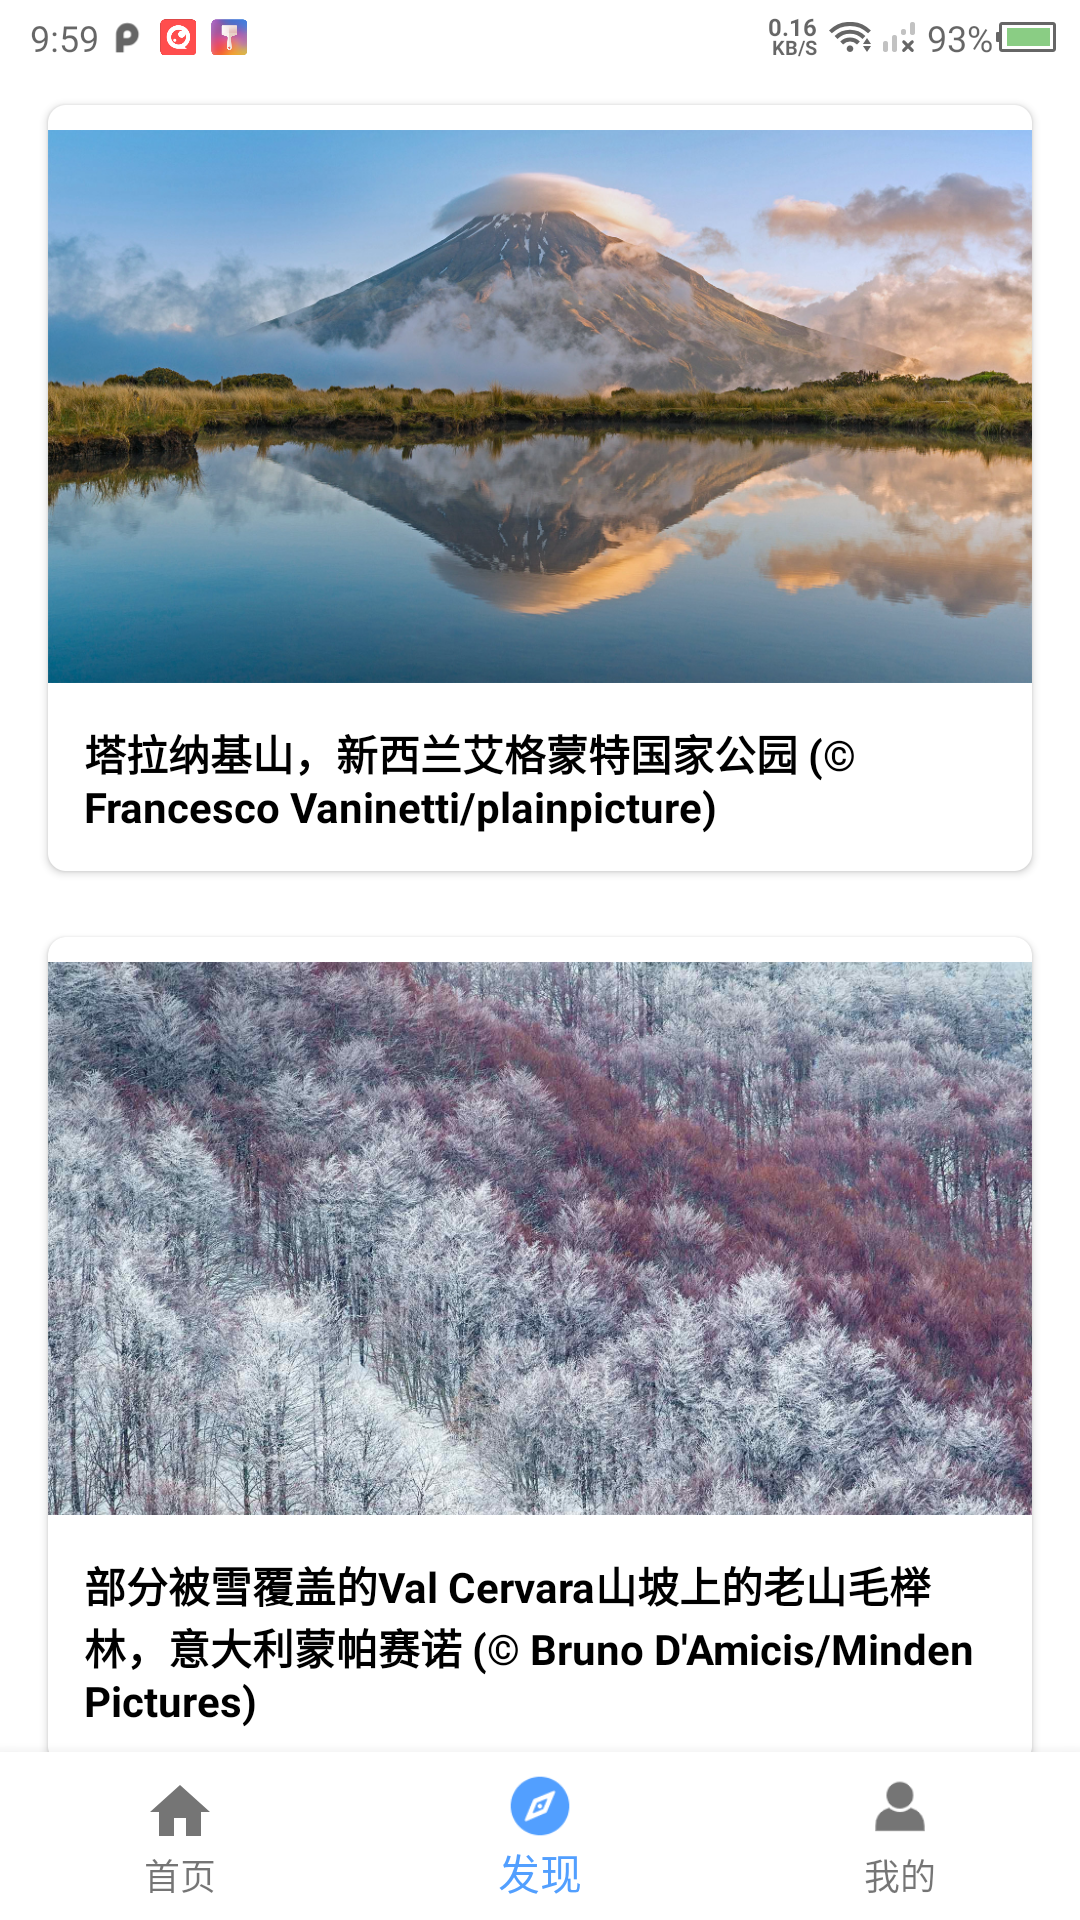 9:59
0.16
KB/S
93%
塔拉纳基山，新西兰艾格蒙特国家公园 (©
Francesco Vaninetti/plainpicture)
部分被雪覆盖的Val Cervara山坡上的老山毛榉
林，意大利蒙帕赛诺 (© Bruno D'Amicis/Minden
Pictures)
首页
发现
我的